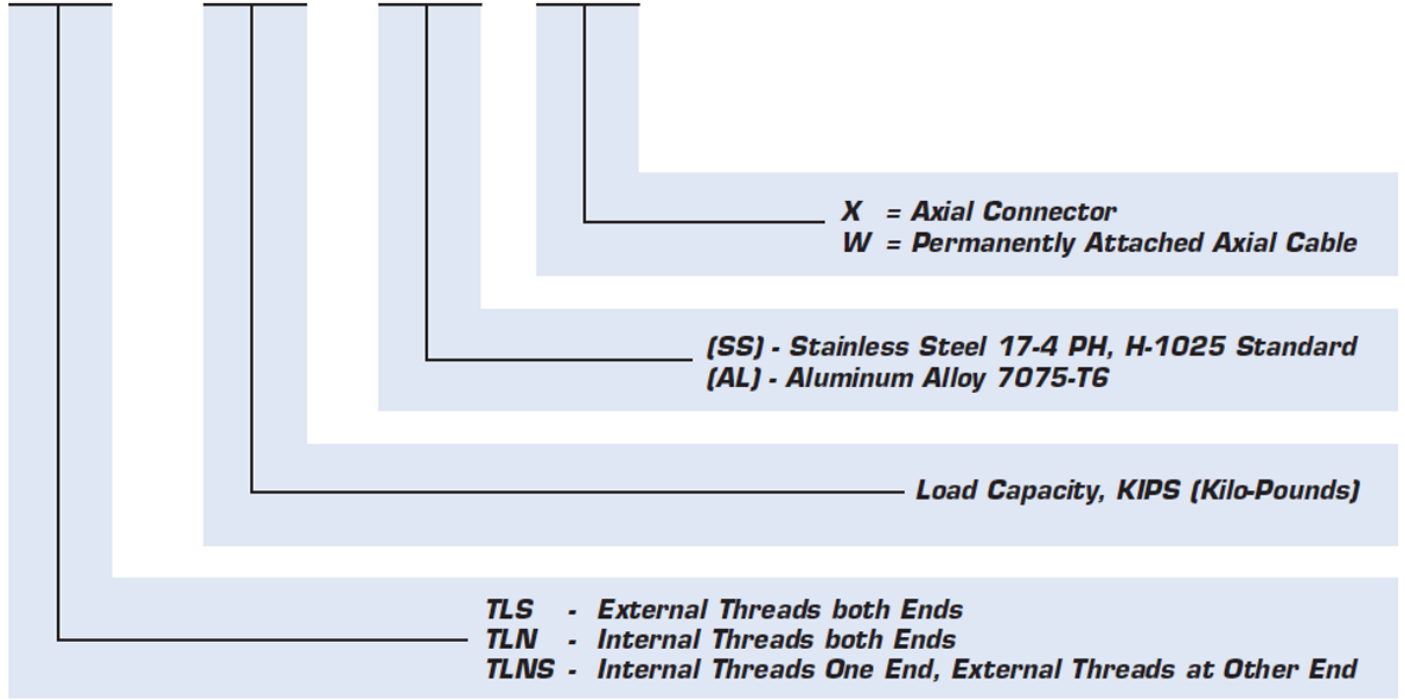 X = Axial Connector
W = Permanently Attached Axial Cable
(SS) - Stainless Steel 17-4 PH, H-1025 Standard
(AL) - Aluminum Alloy 7075-T6
Load Capacity, KIPS (Kilo-Pounds)
TLS - External Threads both Ends
TLN - Internal Threads both Ends
TLNS - Internal Threads One End, External Threads at Other End